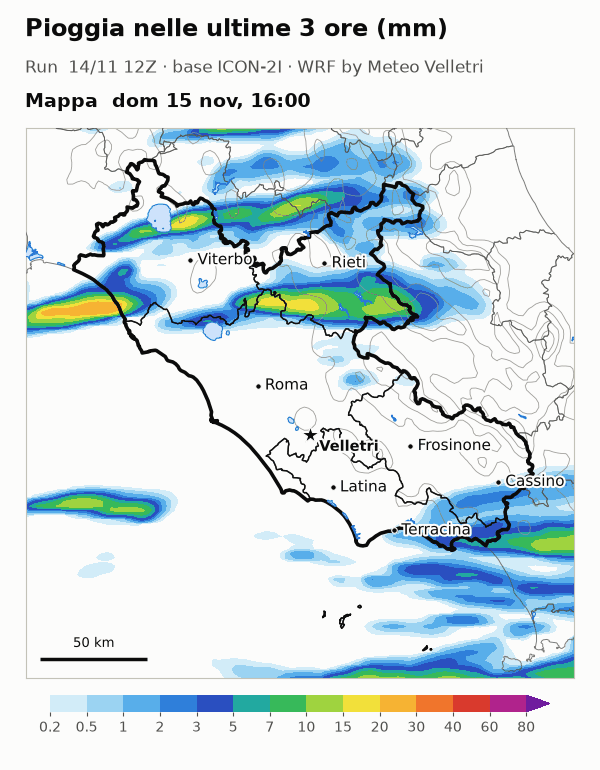 Pioggia nelle ultime 3 ore (mm)
Run  14/11 12Z · base ICON-2I · WRF by Meteo Velletri
Mappa  dom 15 nov, 16:00
Viterbo
Rieti
Roma
Velletri
Frosinone
Cassino
Latina
Terracina
50 km
0.2 0.5 1 2 3 5 7 10 15 20 30 40 60 80